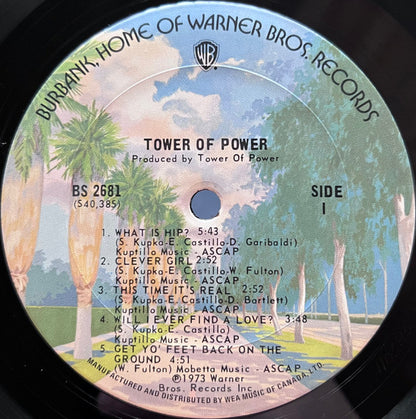 BURBANK, HOME OF WARNER BROS. RECORDS
WB
TOWER OF POWER
Produced by Tower Of Power
BS 2681
(S40,385)
SIDE
1
1. WHAT IS HIP? 5:43
(S. Kupka-E. Castillo-D. Garibaldi)
Kuptillo Music - ASCAP
2. CLEVER GIRL 2:52
(S. Kupka-E. Castillo-W. Fulton)
Kuptillo Music - ASCAP
3. THIS TIME IT'S REAL 2:52
(S. Kupka-E. Castillo-D. Bartlett)
Kuptillo Music - ASCAP
4. WILL I EVER FIND A LOVE? 3:48
(S. Kupka-E. Castillo)
Kuptillo Music - ASCAP
5. GET YO' FEET BACK ON THE
GROUND 4:51
(W. Fulton) Mobetta Music - ASCAP
℗1973 Warner
Bros. Records Inc.
MANUFACTURED AND DISTRIBUTED BY WEA MUSIC OF CANADA, LTD.